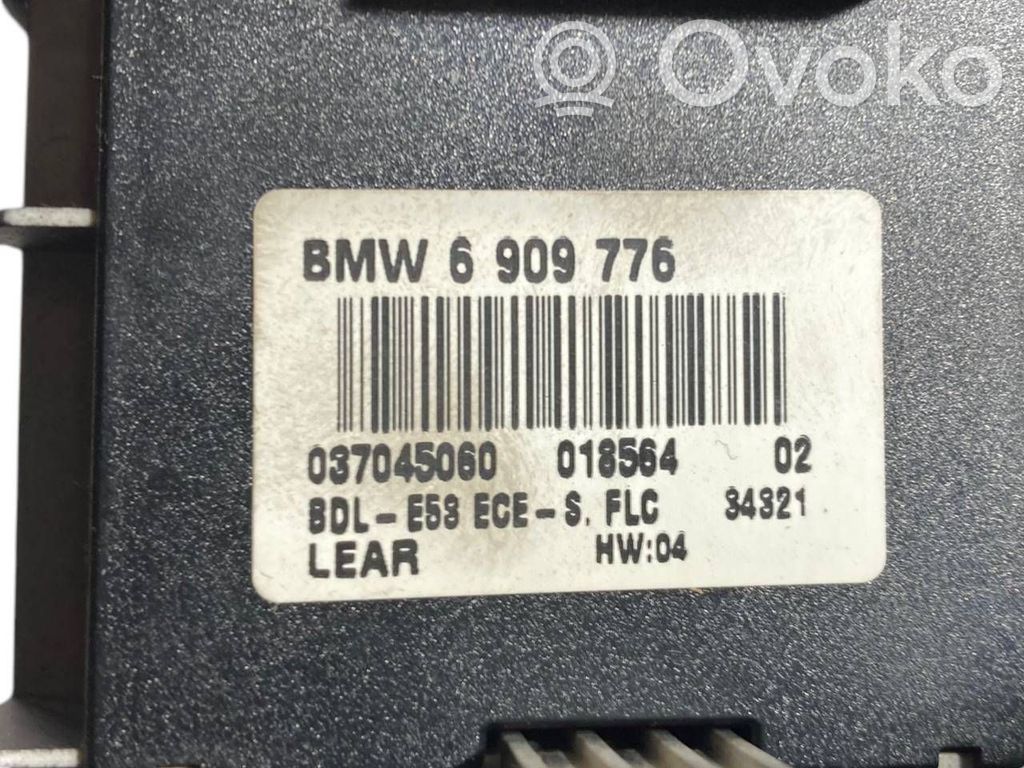 Ovoko
BMW 6 909 776
037045060 018564 02
BDL-E53 ECE-S. FLC 34321
LEAR HW:04